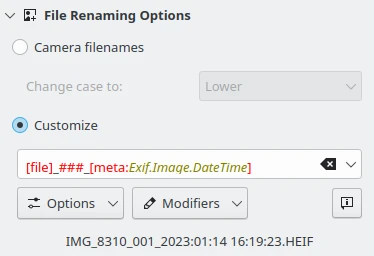 File Renaming Options
Camera filenames
Change case to:
Lower
Customize
[file]_###_[meta:Exif.Image.DateTime]
Options
Modifiers
IMG_8310_001_2023:01:14 16:19:23.HEIF